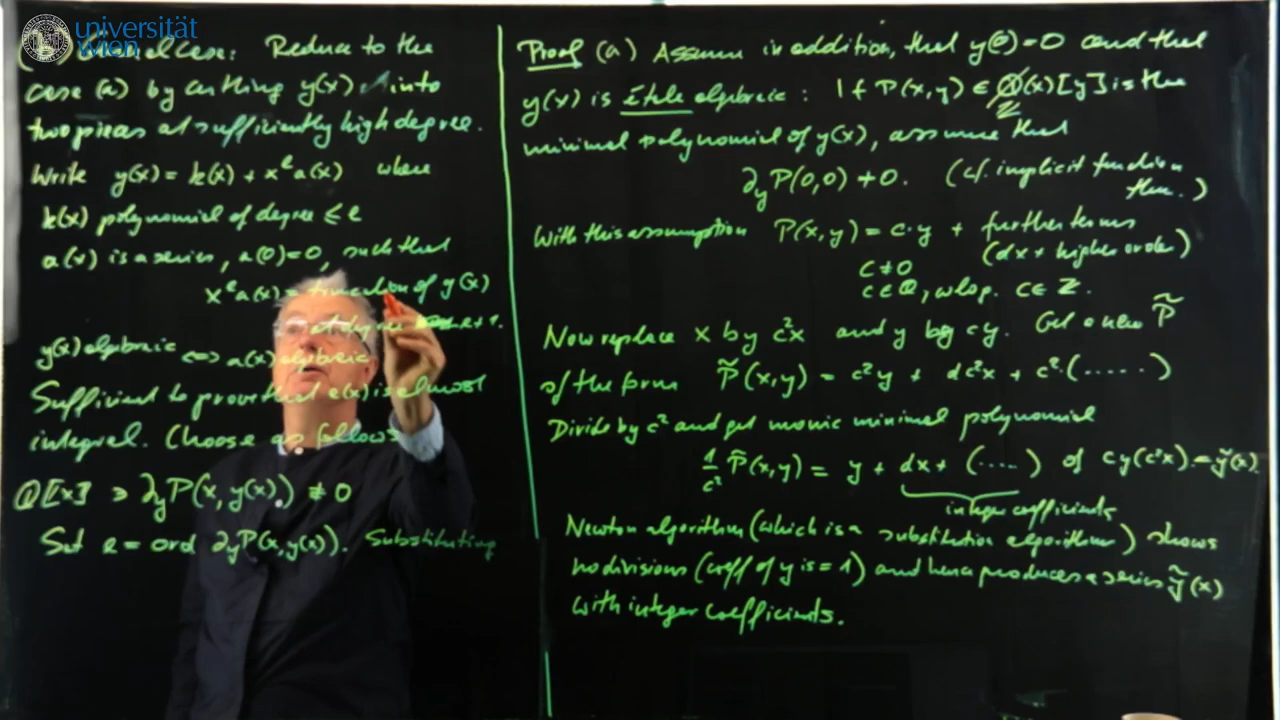 universität
wien
General Case: Reduce to the
case (a) by cutting y(x) into
two pieces at sufficiently high degree.
Write y(x) = k(x) + x^e a(x) where
k(x) polynomial of degree ≤ e
a(x) is a series, a(0)=0, such that
x^e a(x) = truncation of y(x)
at degree e+1.
y(x) algebraic ⟺ a(x) algebraic
Sufficient to prove that a(x) is almost
integral. Choose e as follows
Q[[x]] ∋ ∂_y P(x, y(x)) ≠ 0
Set e = ord ∂_y P(x, y(x)). Substituting
Proof (a) Assume in addition, that y(0)=0 and that
y(x) is étale algebraic: If P(x,y) ∈ Z(x)[y] is the
minimal polynomial of y(x), assume that
∂_y P(0,0) ≠ 0. (cf. implicit function
thm.)
With this assumption P(x,y) = c·y + further terms
(dx + higher order)
c ≠ 0
c ∈ Q, wlog. c ∈ Z.
Now replace x by c²x and y by cy. Get a new P̃
of the form P̃(x,y) = c²y + dc²x + c²·(.....)
Divide by c² and get monic minimal polynomial
1/c² P̃(x,y) = y + dx + (....) of cy(c²x) = ỹ(x).
integer coefficients
Newton algorithm (which is a substitution algorithm) shows
no divisions (coeff of y is = 1) and hence produces a series ỹ(x)
with integer coefficients.